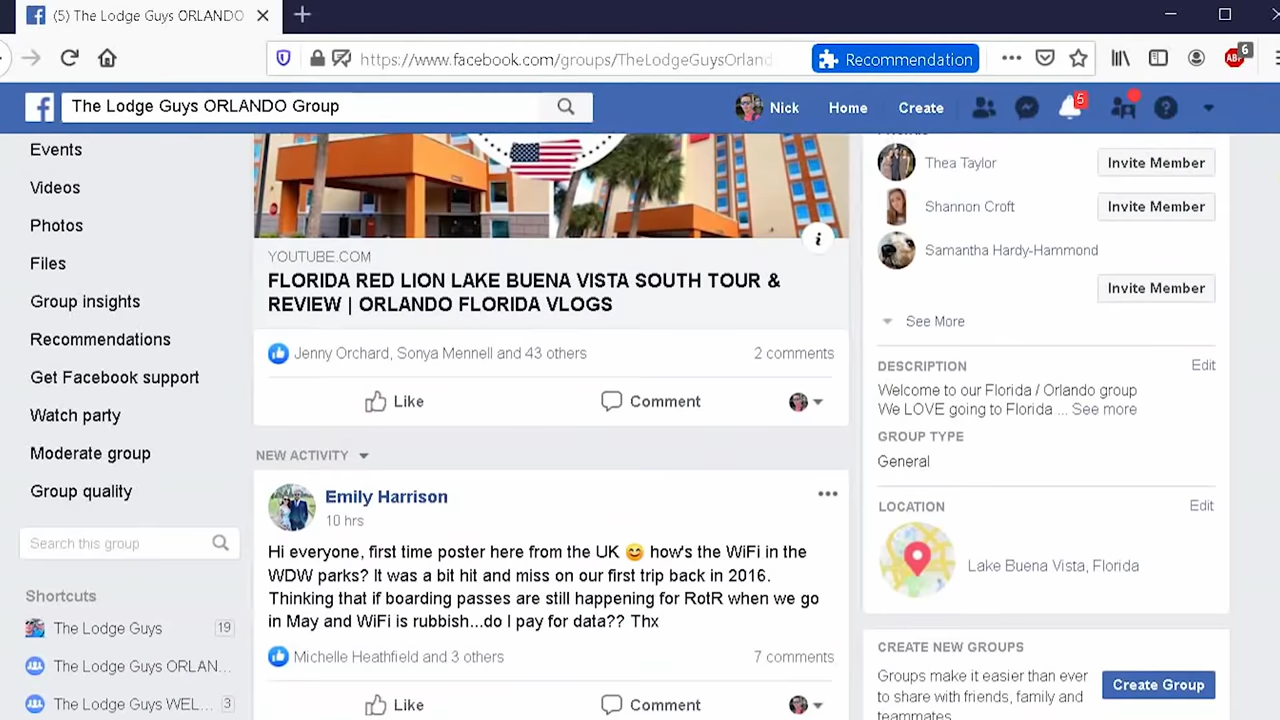 (5) The Lodge Guys ORLANDO
https://www.facebook.com/groups/TheLodgeGuysOrland
Recommendation
ABP
6
The Lodge Guys ORLANDO Group
Nick
Home
Create
5
Events
Videos
Photos
Files
Group insights
Recommendations
Get Facebook support
Watch party
Moderate group
Group quality
Search this group
Shortcuts
The Lodge Guys 19
The Lodge Guys ORLAN...
The Lodge Guys WEL... 3
YOUTUBE.COM
FLORIDA RED LION LAKE BUENA VISTA SOUTH TOUR &
REVIEW | ORLANDO FLORIDA VLOGS
Jenny Orchard, Sonya Mennell and 43 others
2 comments
Like
Comment
NEW ACTIVITY
Emily Harrison
10 hrs
Hi everyone, first time poster here from the UK 😊 how's the WiFi in the
WDW parks? It was a bit hit and miss on our first trip back in 2016.
Thinking that if boarding passes are still happening for RotR when we go
in May and WiFi is rubbish...do I pay for data?? Thx
Michelle Heathfield and 3 others
7 comments
Like
Comment
Friends
Thea Taylor
Invite Member
Shannon Croft
Invite Member
Samantha Hardy-Hammond
Invite Member
See More
DESCRIPTION
Edit
Welcome to our Florida / Orlando group
We LOVE going to Florida ... See more
GROUP TYPE
General
LOCATION
Edit
Lake Buena Vista, Florida
CREATE NEW GROUPS
Groups make it easier than ever
to share with friends, family and
teammates.
Create Group